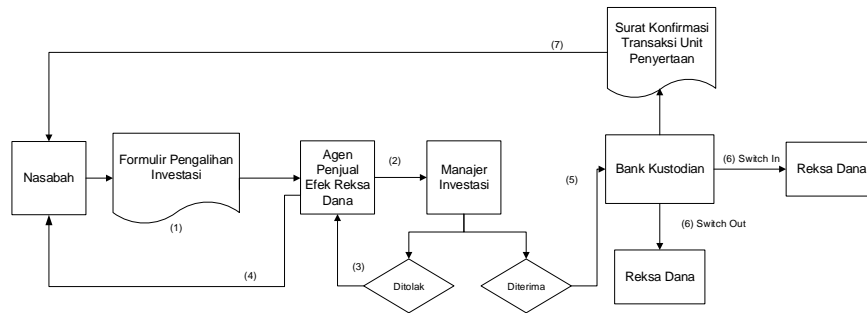 Surat Konfirmasi
Transaksi Unit
Penyertaan
(7)
Nasabah
Formulir Pengalihan
Investasi
(1)
Agen
Penjual
Efek Reksa
Dana
(2)
Manajer
Investasi
(5)
Bank Kustodian
(6) Switch In
Reksa Dana
(6) Switch Out
Reksa Dana
(4)
(3)
Ditolak
Diterima